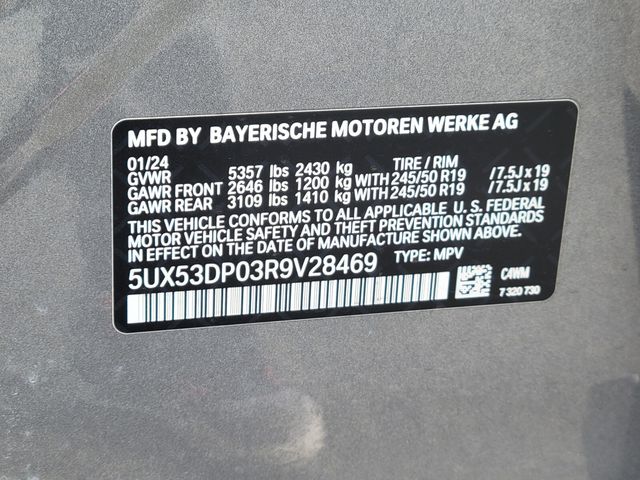 MFD BY BAYERISCHE MOTOREN WERKE AG
01/24
GVWR 5357 lbs 2430 kg TIRE / RIM
GAWR FRONT 2646 lbs 1200 kg WITH 245/50 R19 /7.5J x 19
GAWR REAR 3109 lbs 1410 kg WITH 245/50 R19 /7.5J x 19
THIS VEHICLE CONFORMS TO ALL APPLICABLE U. S. FEDERAL
MOTOR VEHICLE SAFETY AND THEFT PREVENTION STANDARDS
IN EFFECT ON THE DATE OF MANUFACTURE SHOWN ABOVE.
5UX53DP03R9V28469 TYPE: MPV
C4WM
7 320 730